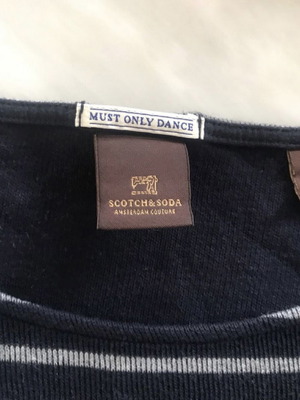 MUST ONLY DANCE
SCOTCH&SODA
AMSTERDAM COUTURE